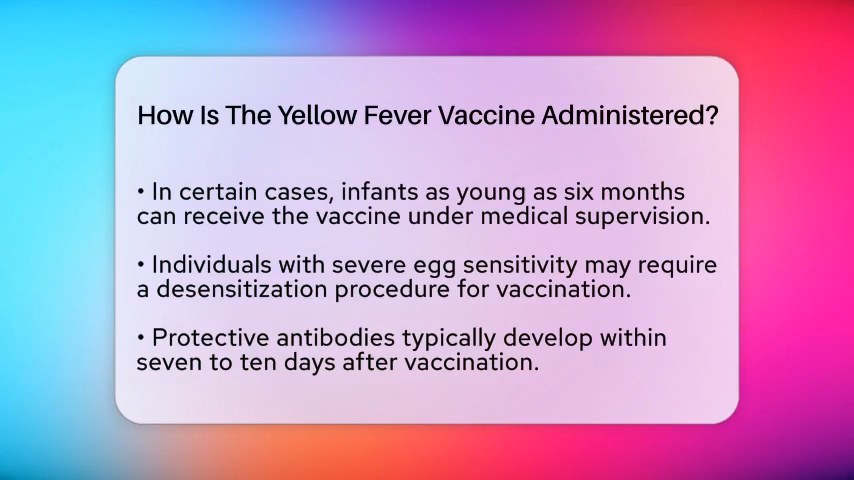 How Is The Yellow Fever Vaccine Administered?
• In certain cases, infants as young as six months
can receive the vaccine under medical supervision.
• Individuals with severe egg sensitivity may require
a desensitization procedure for vaccination.
• Protective antibodies typically develop within
seven to ten days after vaccination.